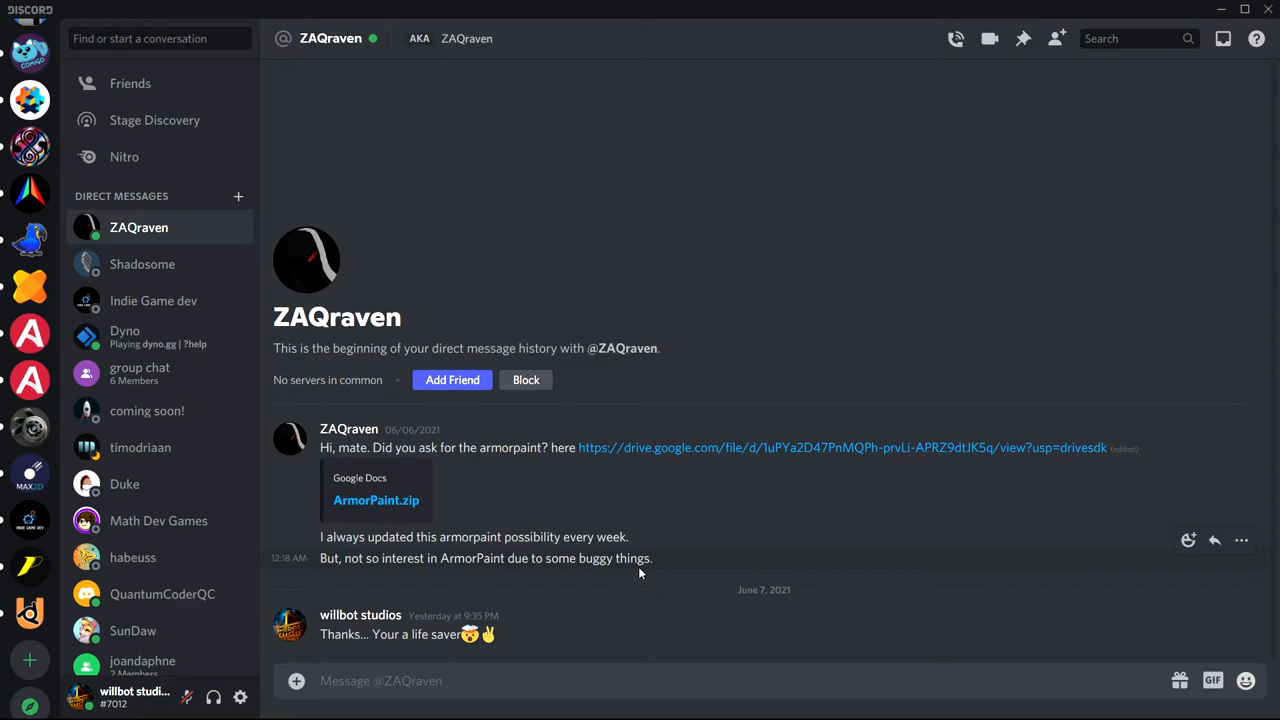 DISCORD
Find or start a conversation
ZAQraven
AKA ZAQraven
Search
Friends
Stage Discovery
Nitro
DIRECT MESSAGES
ZAQraven
Shadosome
Indie Game dev
Dyno
Playing dyno.gg | ?help
group chat
6 Members
coming soon!
timodriaan
Duke
Math Dev Games
habeuss
QuantumCoderQC
SunDaw
joandaphne
2 Members
willbot studi...
#7012
COMIGO
MAX2D
INDIE GAME DEV
ZAQraven
This is the beginning of your direct message history with @ZAQraven.
No servers in common
Add Friend
Block
ZAQraven 06/06/2021
Hi, mate. Did you ask for the armorpaint? here https://drive.google.com/file/d/1uPYa2D47PnMQPh-prvLi-APRZ9dtJK5q/view?usp=drivesdk (edited)
Google Docs
ArmorPaint.zip
I always updated this armorpaint possibility every week.
12:18 AM But, not so interest in ArmorPaint due to some buggy things.
June 7, 2021
willbot studios Yesterday at 9:35 PM
Thanks... Your a life saver🤯✌
Message @ZAQraven
GIF